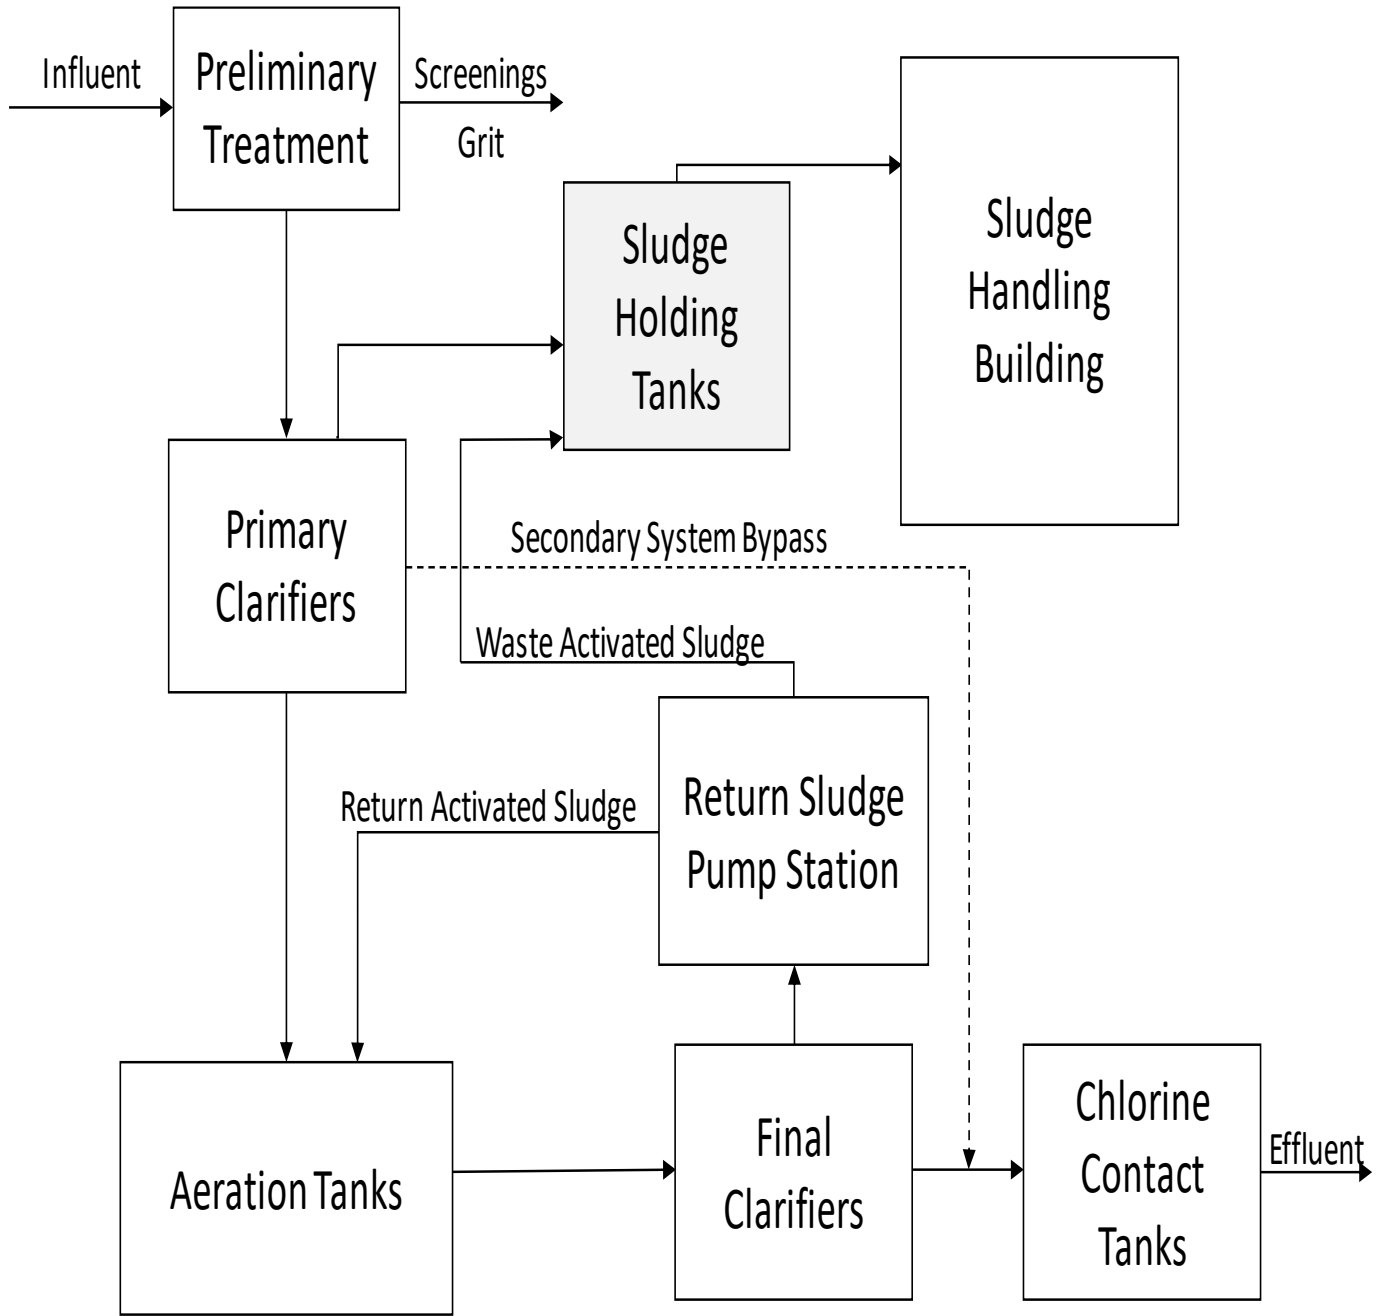 Influent
Preliminary
Treatment
Screenings
Grit
Sludge
Holding
Tanks
Sludge
Handling
Building
Primary
Clarifiers
Secondary System Bypass
Waste Activated Sludge
Return Activated Sludge
Return Sludge
Pump Station
Aeration Tanks
Final
Clarifiers
Chlorine
Contact
Tanks
Effluent